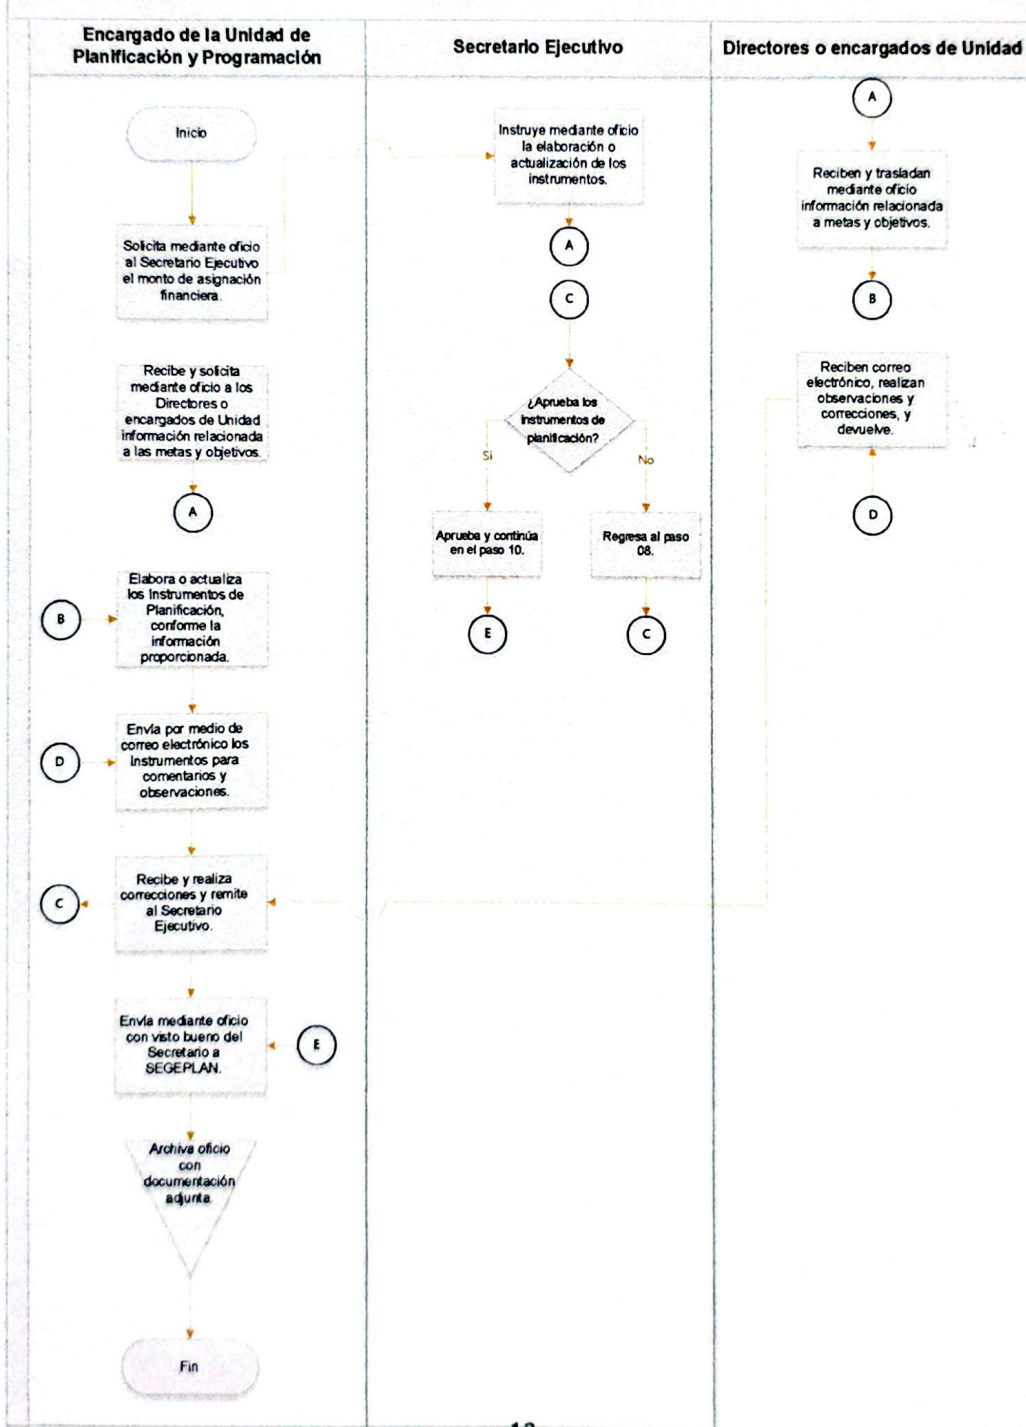 Encargado de la Unidad de
Planificación y Programación
Secretario Ejecutivo
Directores o encargados de Unidad
Inicio
Solicita mediante oficio
al Secretario Ejecutivo
el monto de asignación
financiera.
Recibe y solicita
mediante oficio a los
Directores o
encargados de Unidad
información relacionada
a las metas y objetivos.
A
B
Elabora o actualiza
los Instrumentos de
Planificación,
conforme la
información
proporcionada.
D
Envía por medio de
correo electrónico los
Instrumentos para
comentarios y
observaciones.
C
Recibe y realiza
correcciones y remite
al Secretario
Ejecutivo.
Envía mediante oficio
con visto bueno del
Secretario a
SEGEPLAN.
E
Archiva oficio
con
documentación
adjunta.
Fin
Instruye mediante oficio
la elaboración o
actualización de los
instrumentos.
A
C
¿Aprueba los
instrumentos de
planificación?
Si
No
Aprueba y continúa
en el paso 10.
Regresa al paso
08.
E
C
A
Reciben y trasladan
mediante oficio
información relacionada
a metas y objetivos.
B
Reciben correo
electrónico, realizan
observaciones y
correcciones, y
devuelve.
D